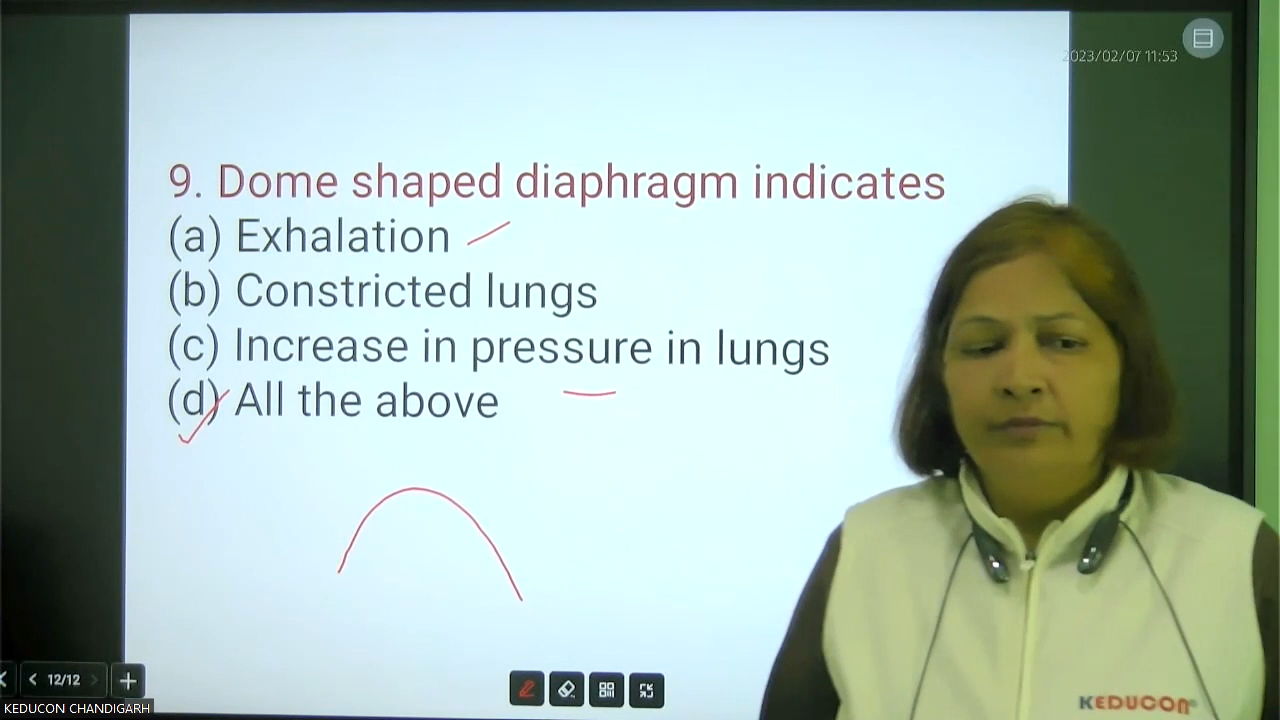 2023/02/07 11:53
9. Dome shaped diaphragm indicates
(a) Exhalation
(b) Constricted lungs
(c) Increase in pressure in lungs
(d) All the above
12/12
KEDUCON CHANDIGARH
KEDUCON